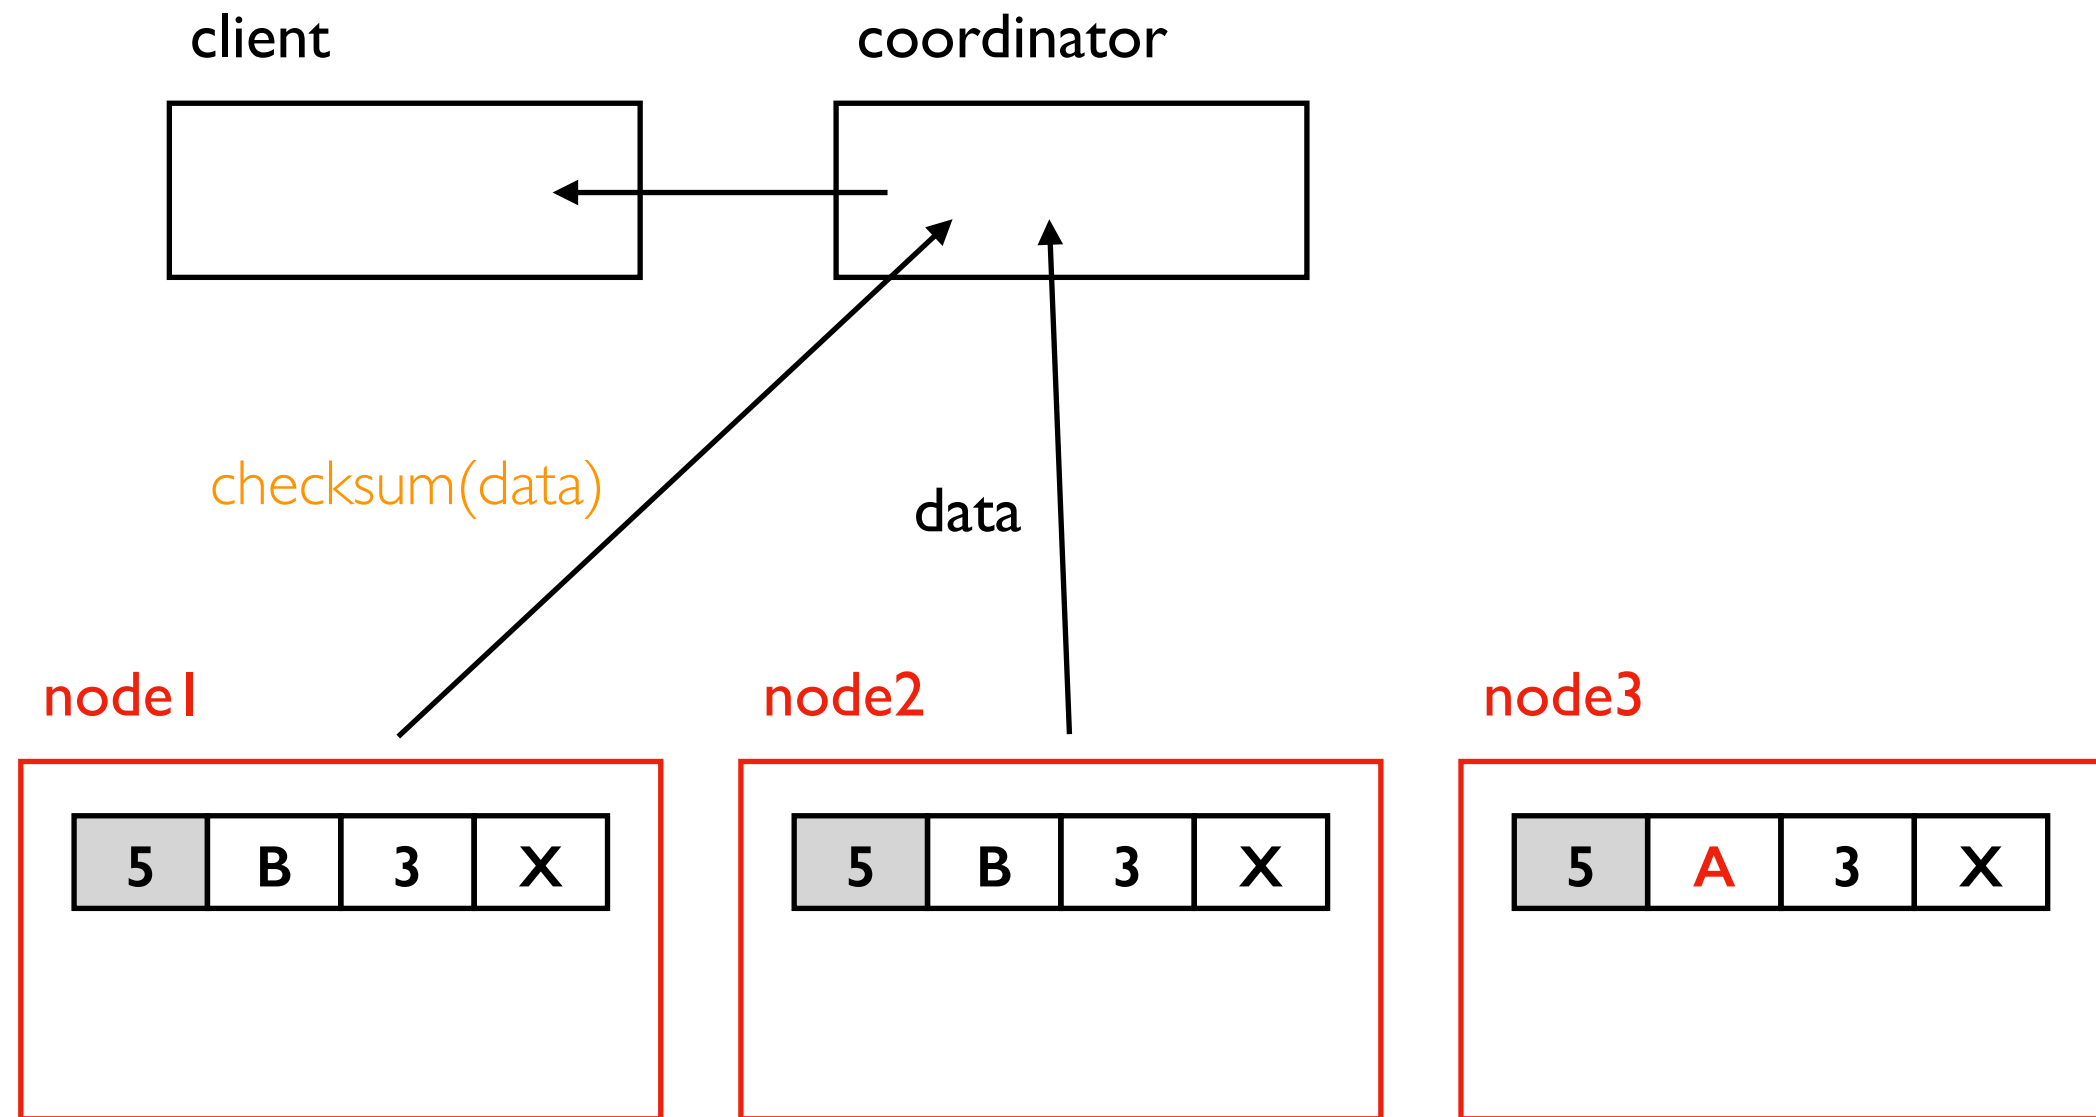 client
coordinator
checksum(data)
data
node1
node2
node3
5 B 3 X
5 B 3 X
5 A 3 X